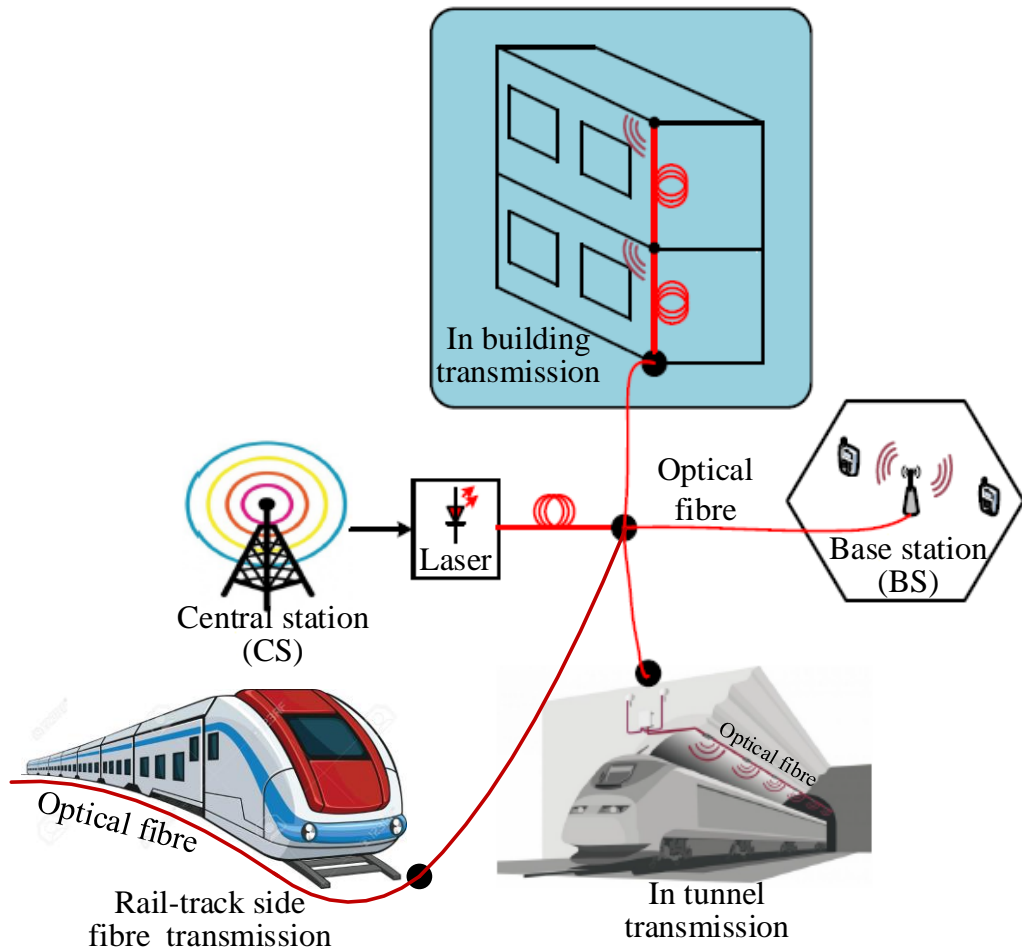 In building
transmission
Optical
fibre
Laser
Base station
(BS)
Central station
(CS)
Optical fibre
Optical fibre
Rail-track side
fibre transmission
In tunnel
transmission